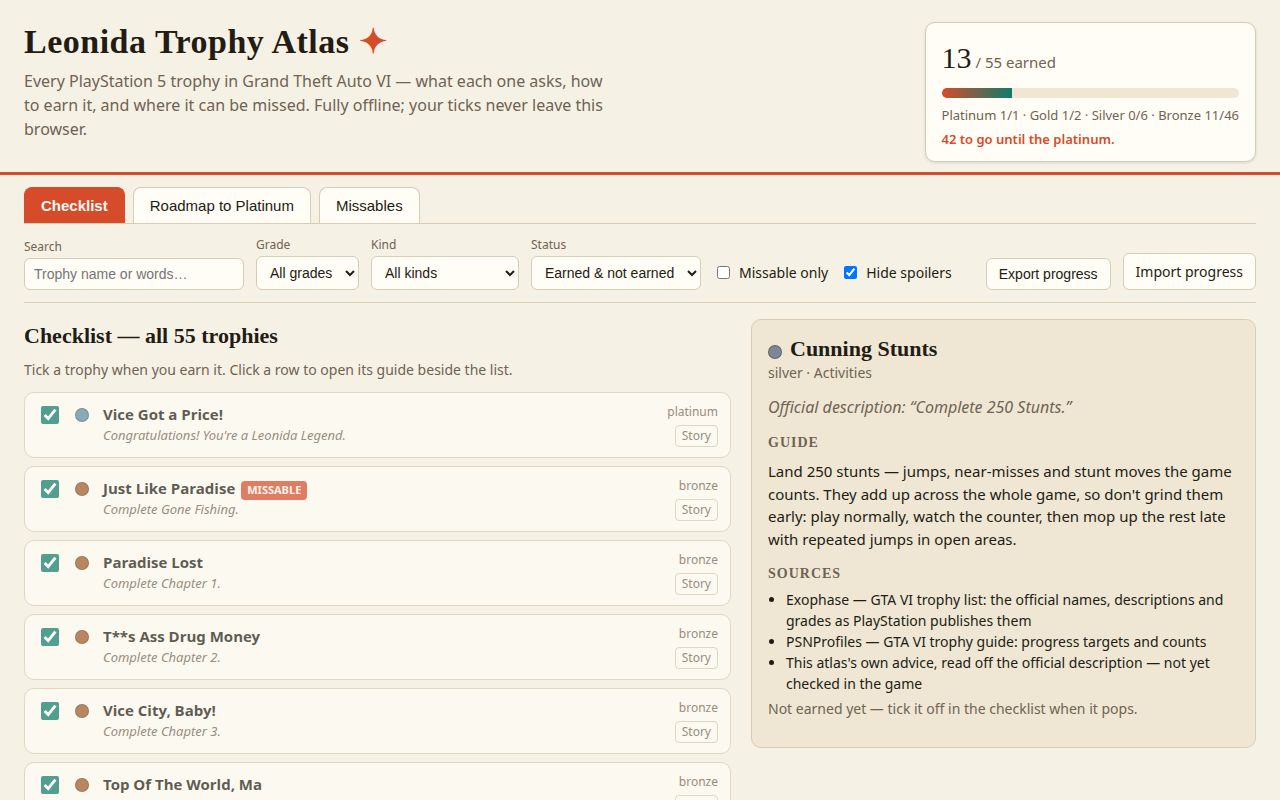 Leonida Trophy Atlas ✦
Every PlayStation 5 trophy in Grand Theft Auto VI — what each one asks, how
to earn it, and where it can be missed. Fully offline; your ticks never leave this
browser.
13 / 55 earned
Platinum 1/1 · Gold 1/2 · Silver 0/6 · Bronze 11/46
42 to go until the platinum.
Checklist
Roadmap to Platinum
Missables
Search
Trophy name or words…
Grade
All grades
Kind
All kinds
Status
Earned & not earned
Missable only
Hide spoilers
Export progress
Import progress
Checklist — all 55 trophies
Tick a trophy when you earn it. Click a row to open its guide beside the list.
Vice Got a Price!
platinum
Congratulations! You're a Leonida Legend.
Story
Just Like Paradise MISSABLE
bronze
Complete Gone Fishing.
Story
Paradise Lost
bronze
Complete Chapter 1.
Story
T**s Ass Drug Money
bronze
Complete Chapter 2.
Story
Vice City, Baby!
bronze
Complete Chapter 3.
Story
Top Of The World, Ma
bronze
Cunning Stunts
silver · Activities
Official description: “Complete 250 Stunts.”
GUIDE
Land 250 stunts — jumps, near-misses and stunt moves the game
counts. They add up across the whole game, so don't grind them
early: play normally, watch the counter, then mop up the rest late
with repeated jumps in open areas.
SOURCES
Exophase — GTA VI trophy list: the official names, descriptions and
grades as PlayStation publishes them
PSNProfiles — GTA VI trophy guide: progress targets and counts
This atlas's own advice, read off the official description — not yet
checked in the game
Not earned yet — tick it off in the checklist when it pops.